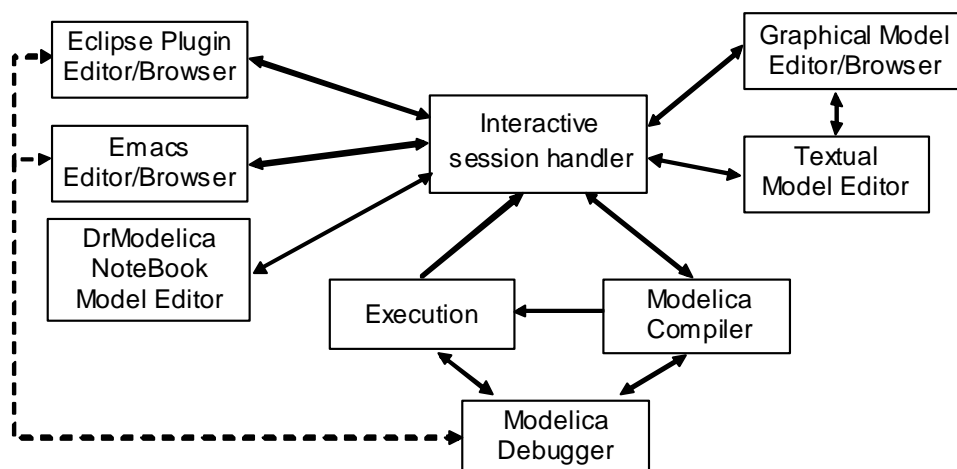 Eclipse Plugin
Editor/Browser
Emacs
Editor/Browser
DrModelica
NoteBook
Model Editor
Interactive
session handler
Graphical Model
Editor/Browser
Textual
Model Editor
Execution
Modelica
Compiler
Modelica
Debugger